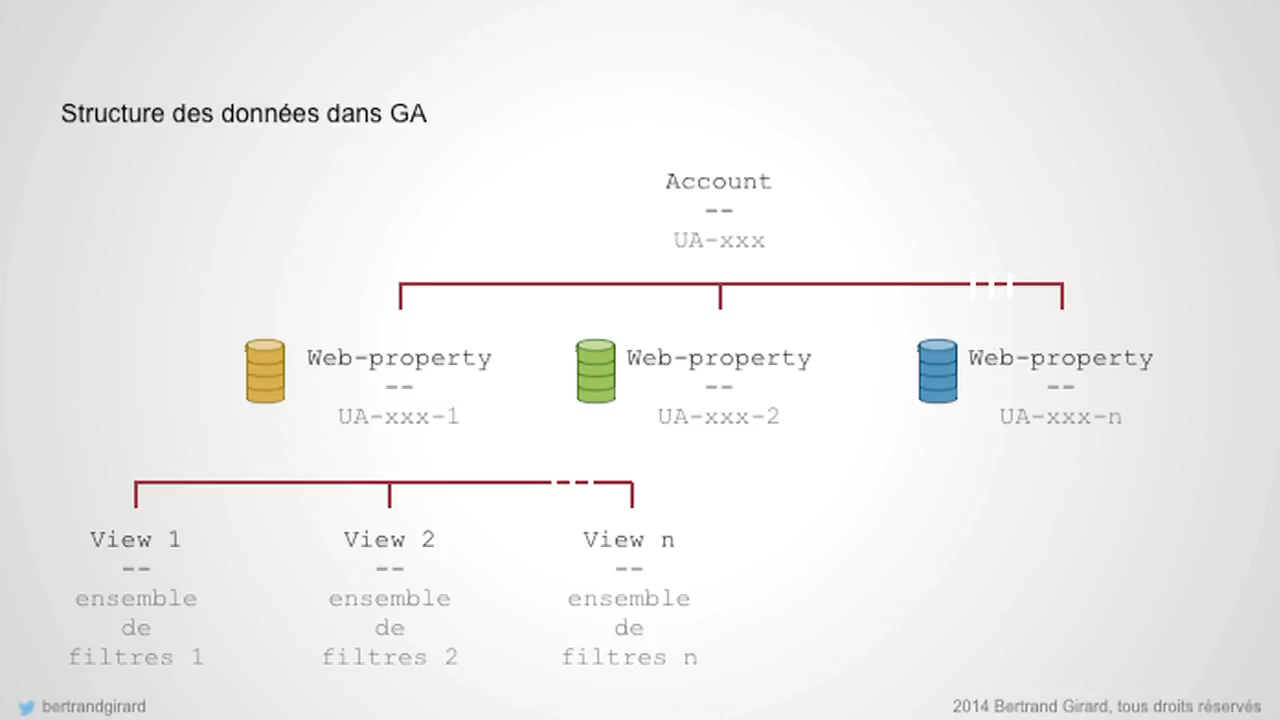 Structure des données dans GA
Account
--
UA-xxx
Web-property
--
UA-xxx-1
Web-property
--
UA-xxx-2
Web-property
--
UA-xxx-n
View 1
--
ensemble
de
filtres 1
View 2
--
ensemble
de
filtres 2
View n
--
ensemble
de
filtres n
bertrandgirard
2014 Bertrand Girard, tous droits réservés